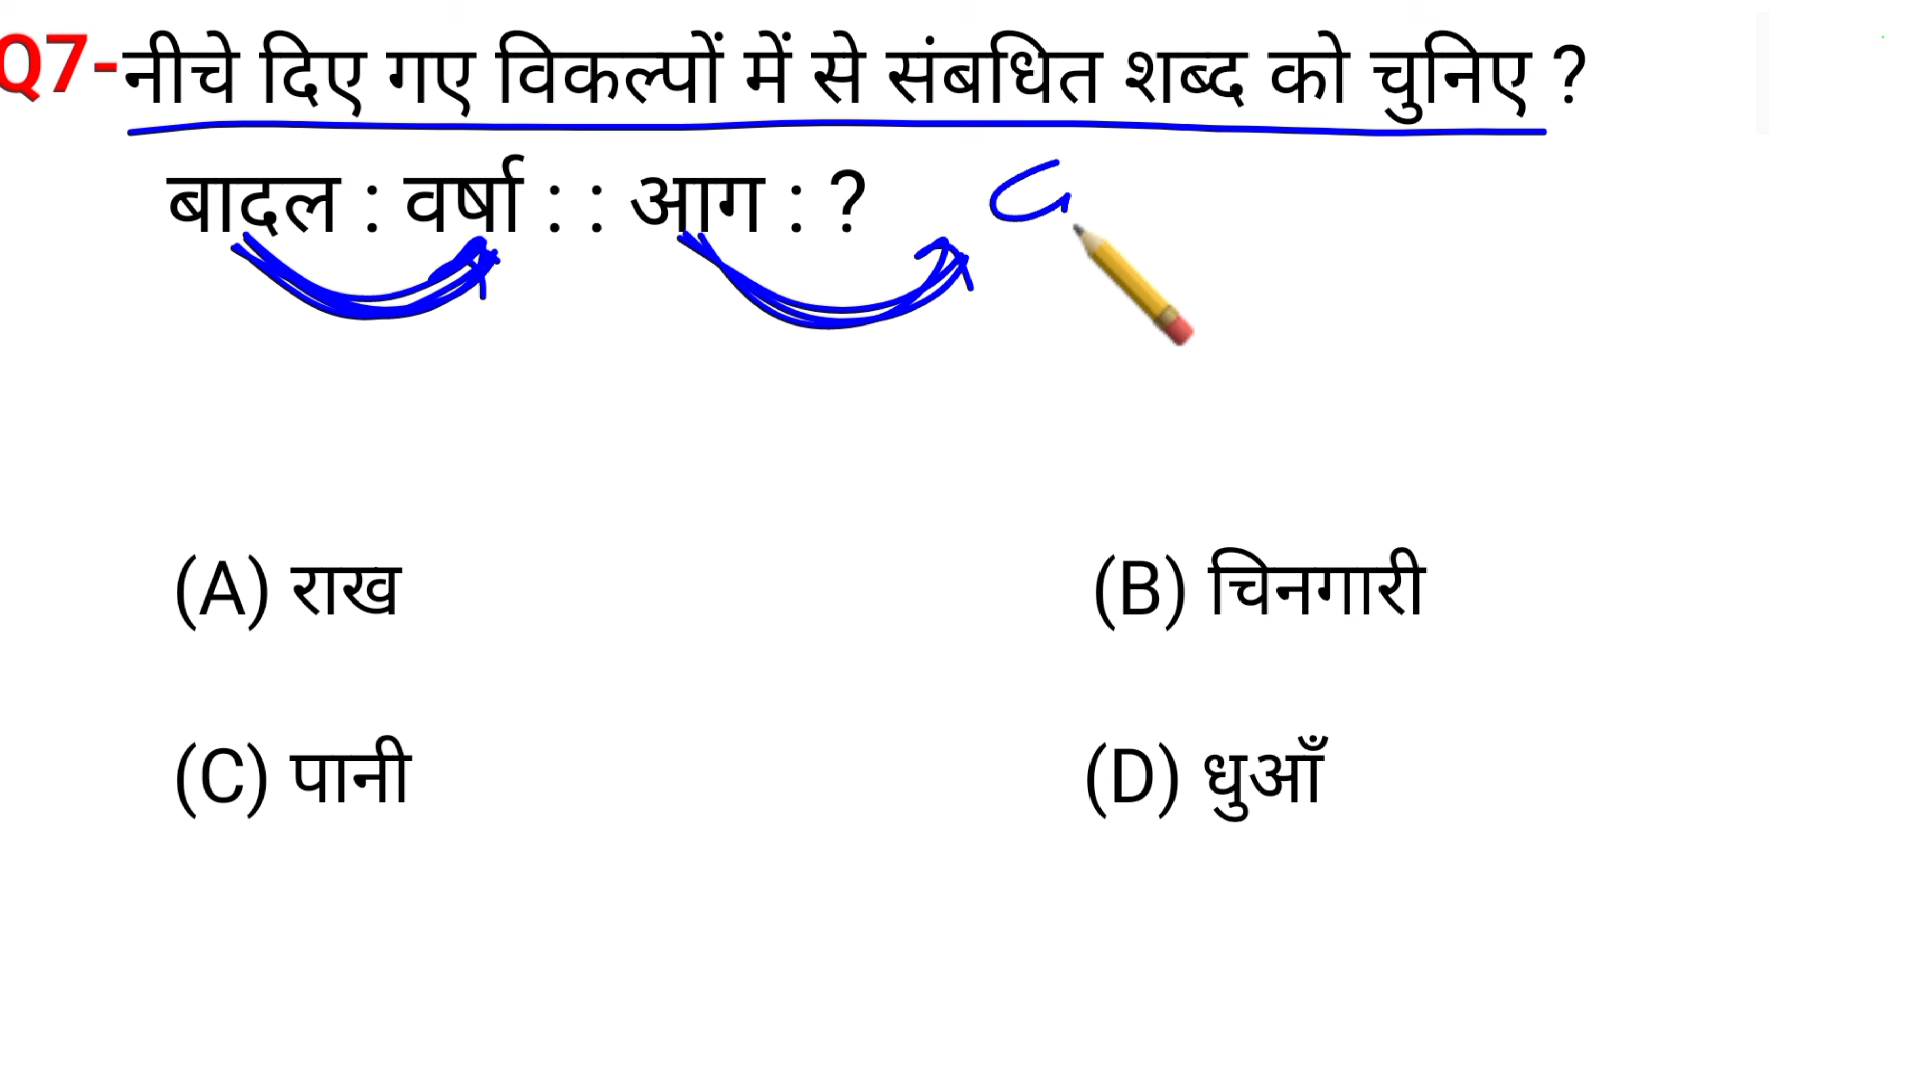 Q7-नीचे दिए गए विकल्पों में से संबधित शब्द को चुनिए ?
बादल : वर्षा : : आग : ?
(A) राख (B) चिनगारी
(C) पानी (D) धुआँ